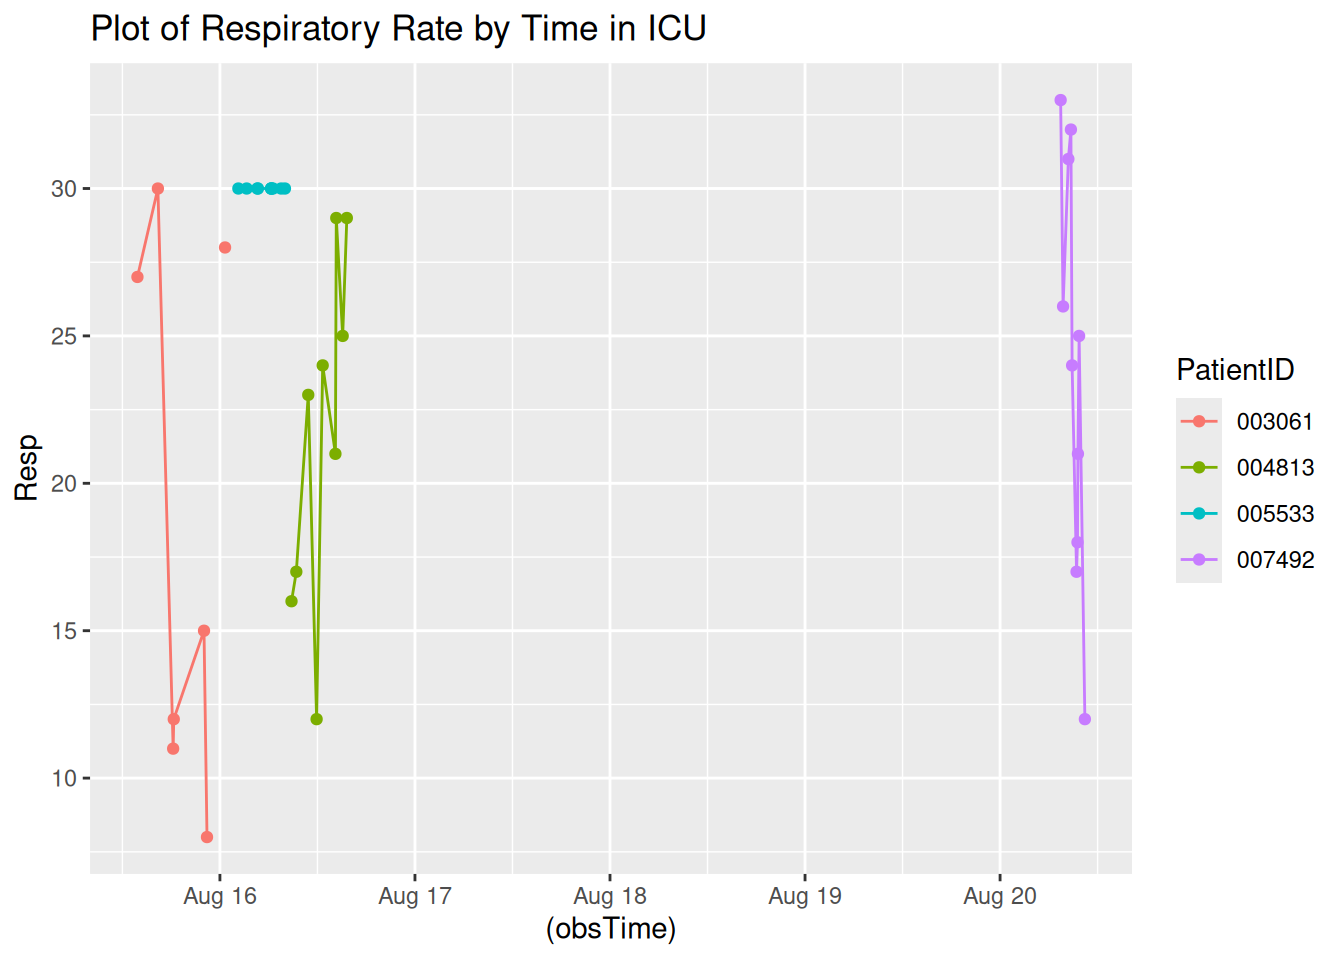 Plot of Respiratory Rate by Time in ICU
Resp
30
25
20
15
10
Aug 16 Aug 17 Aug 18 Aug 19 Aug 20
(obsTime)
PatientID
003061
004813
005533
007492